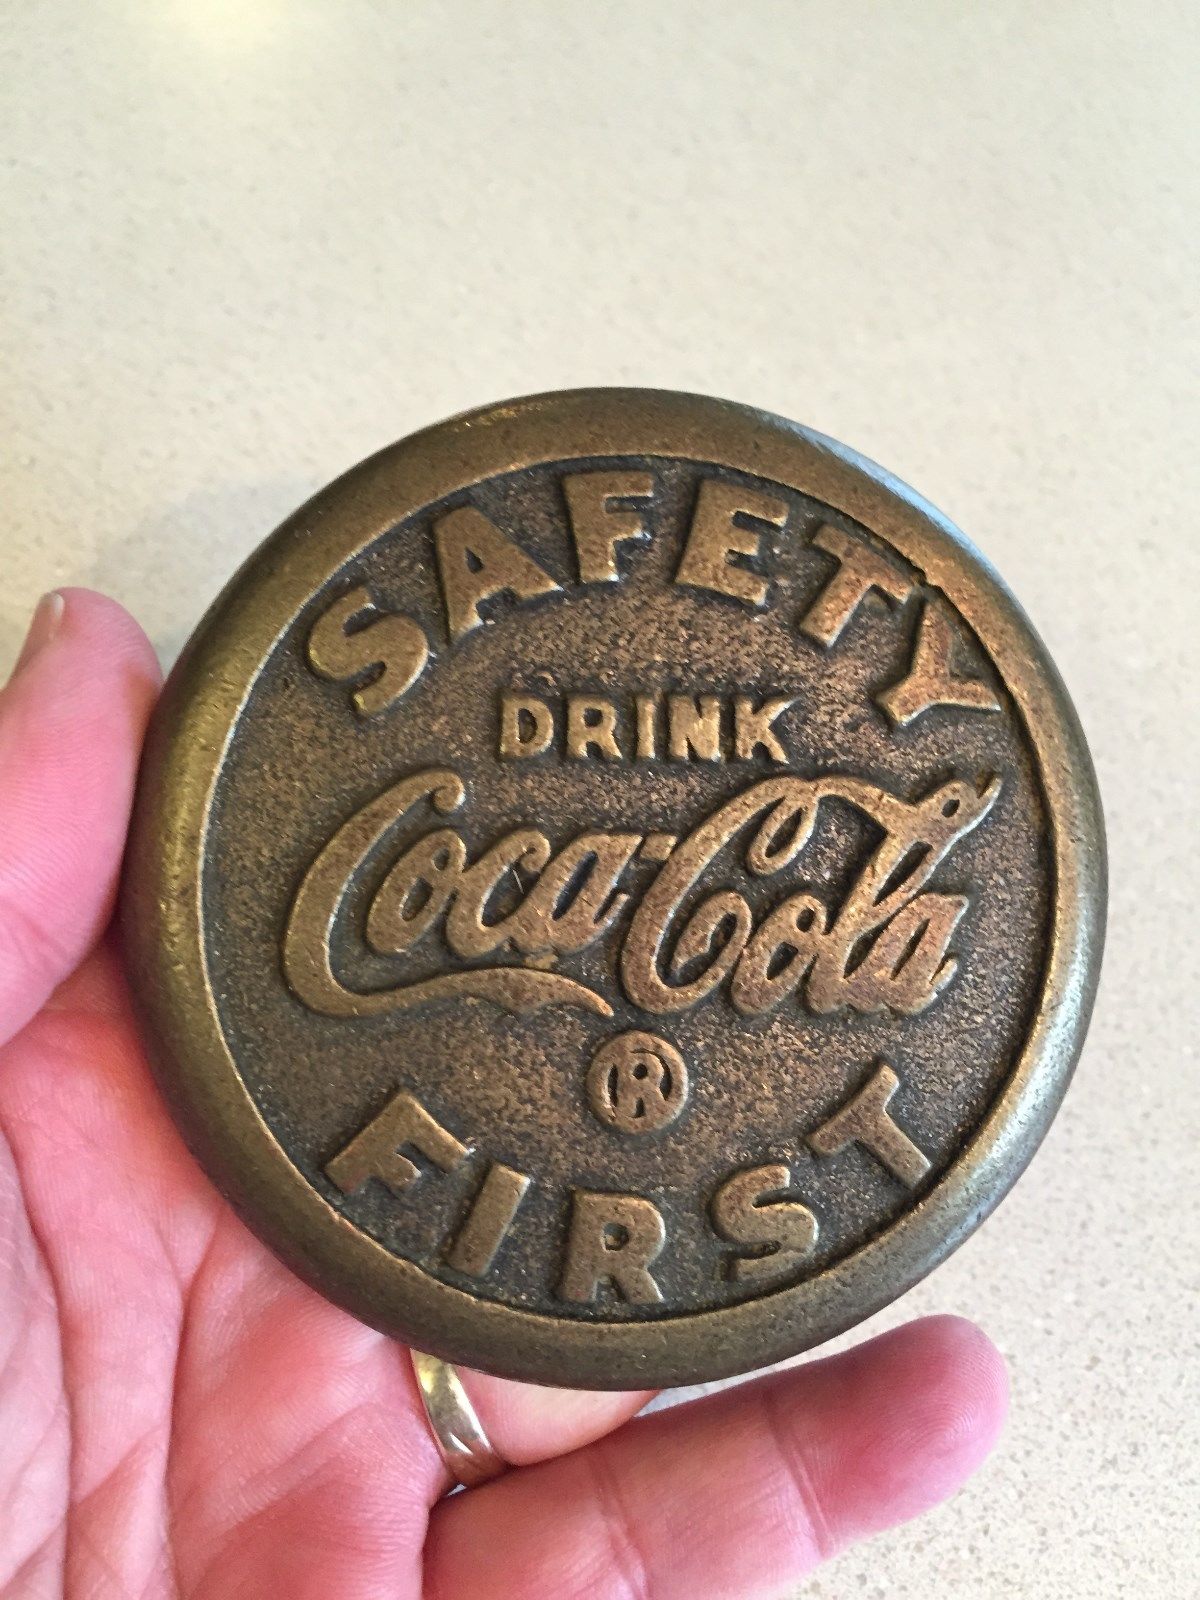 SAFETY
DRINK
Coca-Cola
®
FIRST